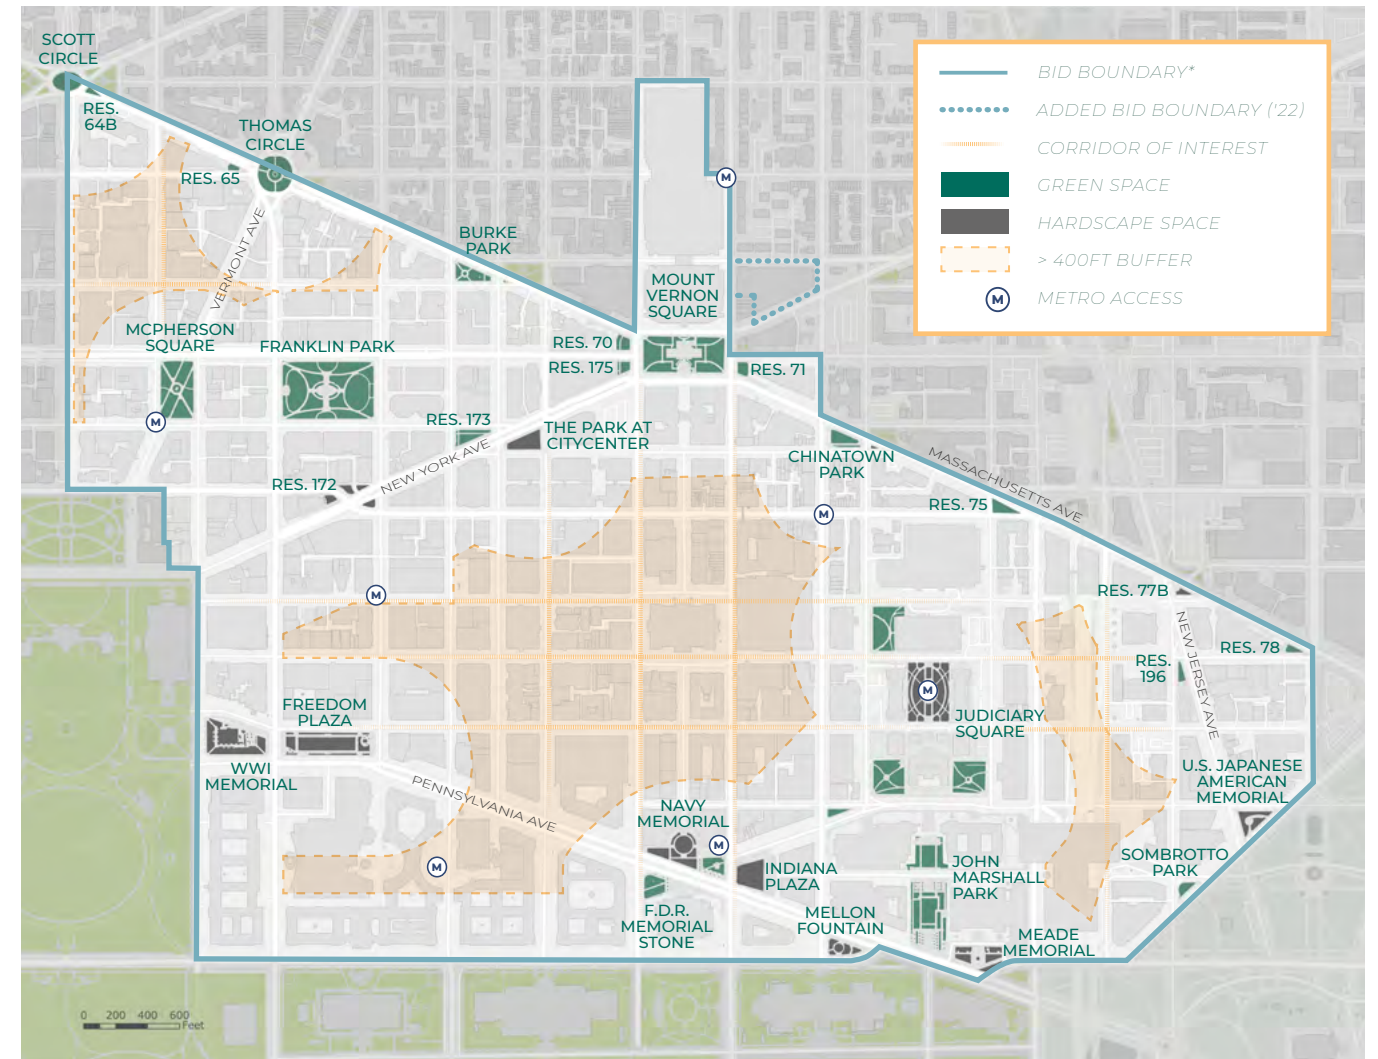 SCOTT
CIRCLE
RES.
64B
THOMAS
CIRCLE
RES. 65
VERMONT AVE
BURKE
PARK
MOUNT
VERNON
SQUARE
M
BID BOUNDARY*
ADDED BID BOUNDARY ('22)
CORRIDOR OF INTEREST
GREEN SPACE
HARDSCAPE SPACE
> 400FT BUFFER
M
METRO ACCESS
MCPHERSON
SQUARE
FRANKLIN PARK
RES. 70
RES. 175
RES. 71
M
RES. 173
THE PARK AT
CITYCENTER
NEW YORK AVE
RES. 172
CHINATOWN
PARK
MASSACHUSETTS AVE
RES. 75
M
M
RES. 77B
NEW JERSEY AVE
RES. 78
RES.
196
M
JUDICIARY
SQUARE
FREEDOM
PLAZA
WWI
MEMORIAL
PENNSYLVANIA AVE
U.S. JAPANESE
AMERICAN
MEMORIAL
NAVY
MEMORIAL
M
M
INDIANA
PLAZA
JOHN
MARSHALL
PARK
SOMBROTTO
PARK
F.D.R.
MEMORIAL
STONE
MELLON
FOUNTAIN
MEADE
MEMORIAL
0 200 400 600
Feet